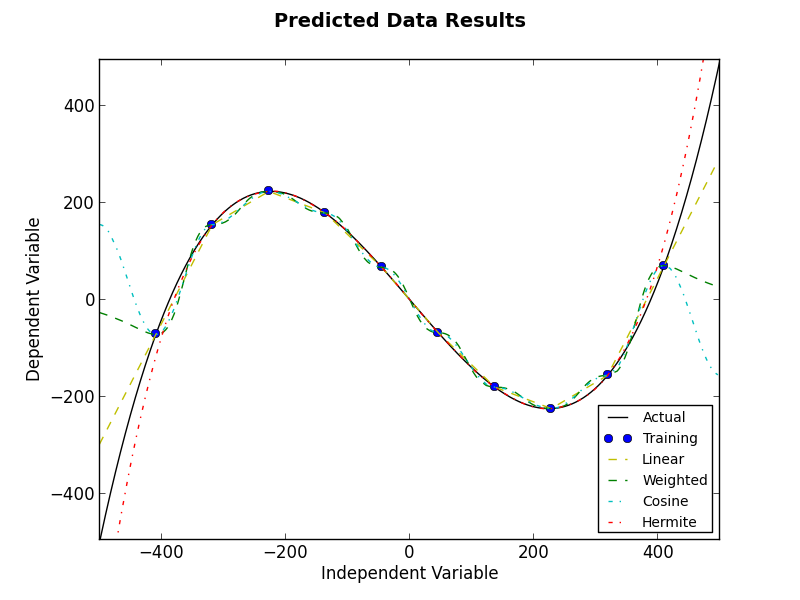 Predicted Data Results
400
200
0
−200
−400
Dependent Variable
−400
−200
0
200
400
Independent Variable
Actual
Training
Linear
Weighted
Cosine
Hermite